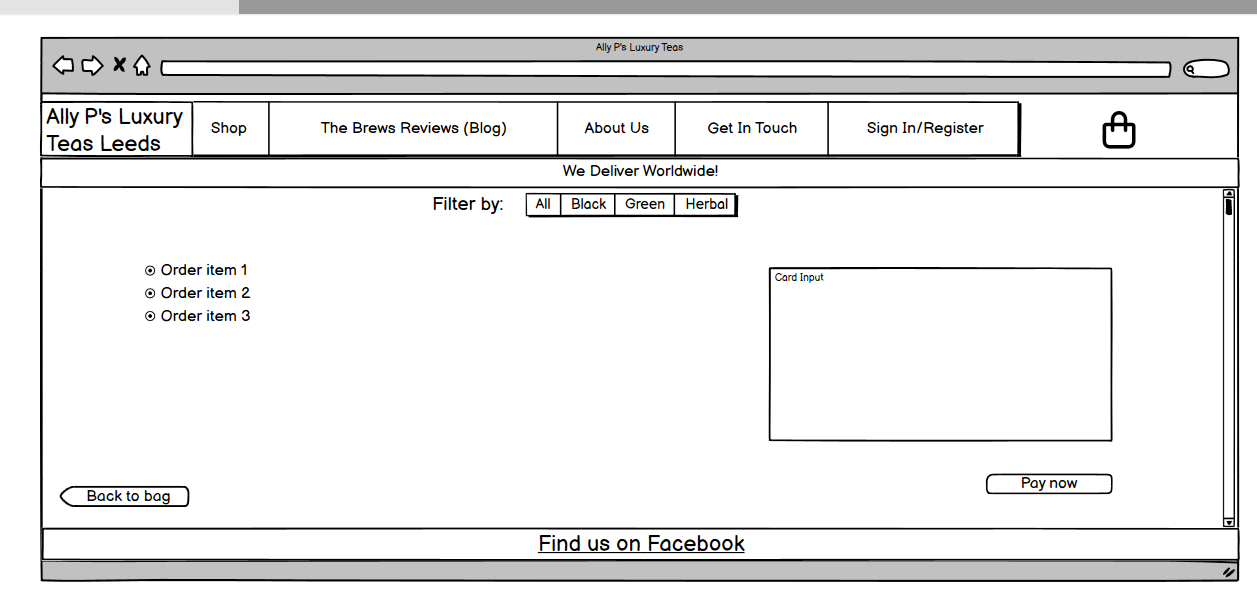 Ally P's Luxury Teas
Ally P's Luxury
Teas Leeds
Shop
The Brews Reviews (Blog)
About Us
Get In Touch
Sign In/Register
We Deliver Worldwide!
Filter by:
All
Black
Green
Herbal
Order item 1
Order item 2
Order item 3
Card Input
Pay now
Back to bag
Find us on Facebook